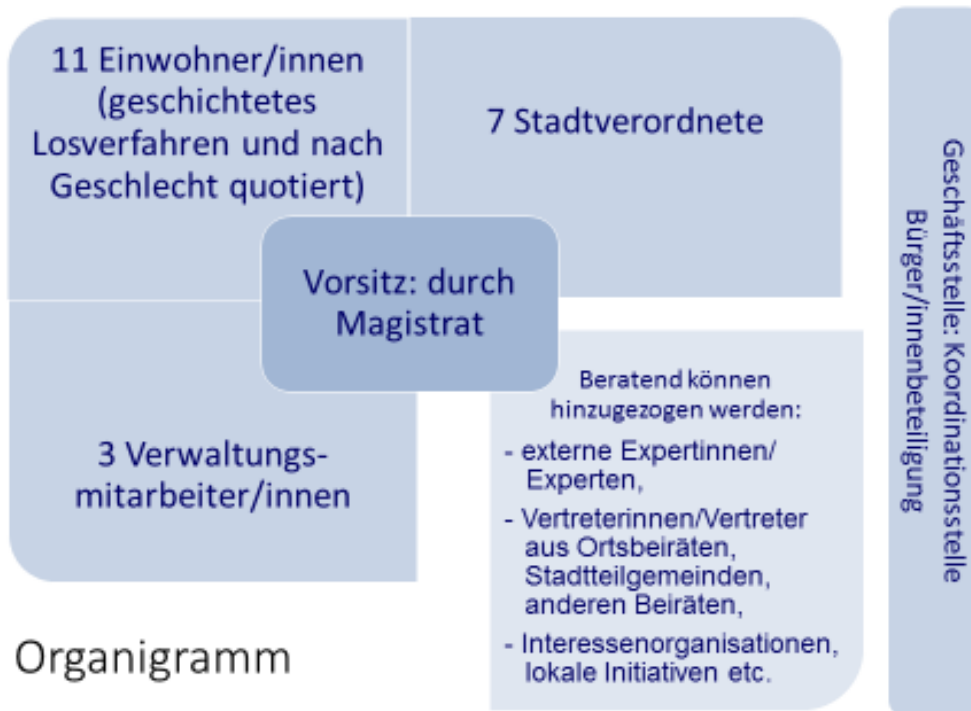 11 Einwohner/innen
(geschichtetes
Losverfahren und nach
Geschlecht quotiert)
7 Stadtverordnete
Vorsitz: durch
Magistrat
3 Verwaltungs-
mitarbeiter/innen
Beratend können
hinzugezogen werden:
- externe Expertinnen/
Experten,
- Vertreterinnen/Vertreter
aus Ortsbeiräten,
Stadtteilgemeinden,
anderen Beiräten,
- Interessenorganisationen,
lokale Initiativen etc.
Geschäftsstelle: Koordinationsstelle
Bürger/innenbeteiligung
Organigramm